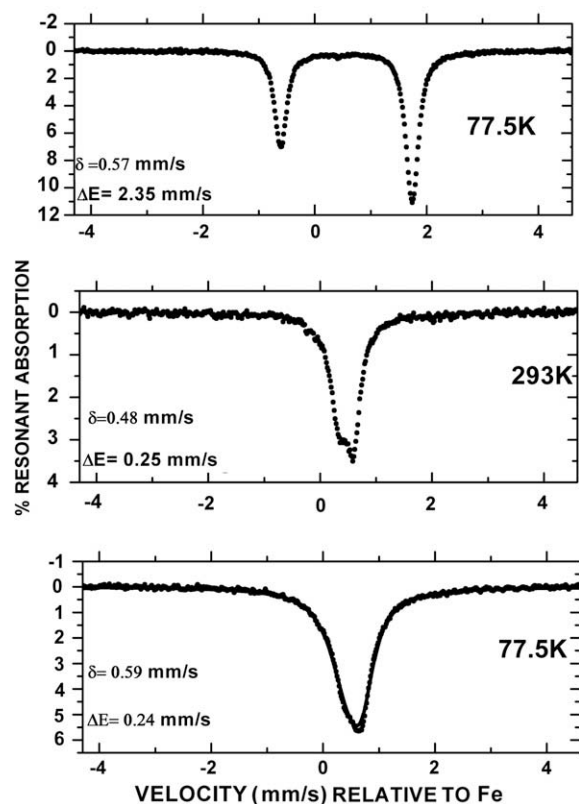 -2
0
2
4
6
8
10
12
77.5K
δ =0.57 mm/s
ΔE= 2.35 mm/s
-4 -2 0 2 4
% RESONANT ABSORPTION
0
1
2
3
4
293K
δ=0.48 mm/s
ΔE= 0.25 mm/s
-4 -2 0 2 4
-1
0
1
2
3
4
5
6
77.5K
δ= 0.59 mm/s
ΔE= 0.24 mm/s
-4 -2 0 2 4
VELOCITY (mm/s) RELATIVE TO Fe